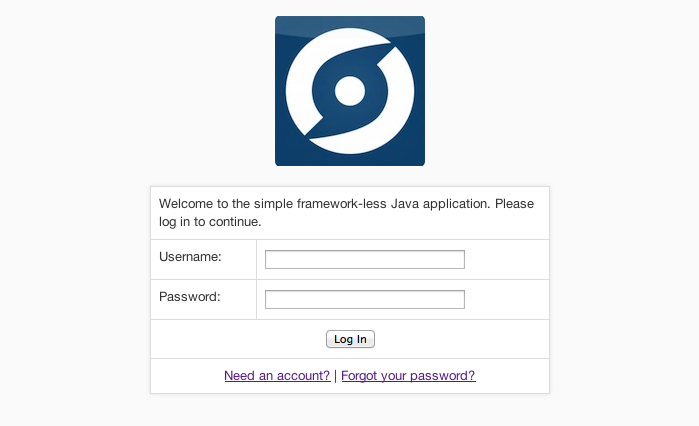 Welcome to the simple framework-less Java application. Please
log in to continue.
Username:
Password:
Log In
Need an account? | Forgot your password?